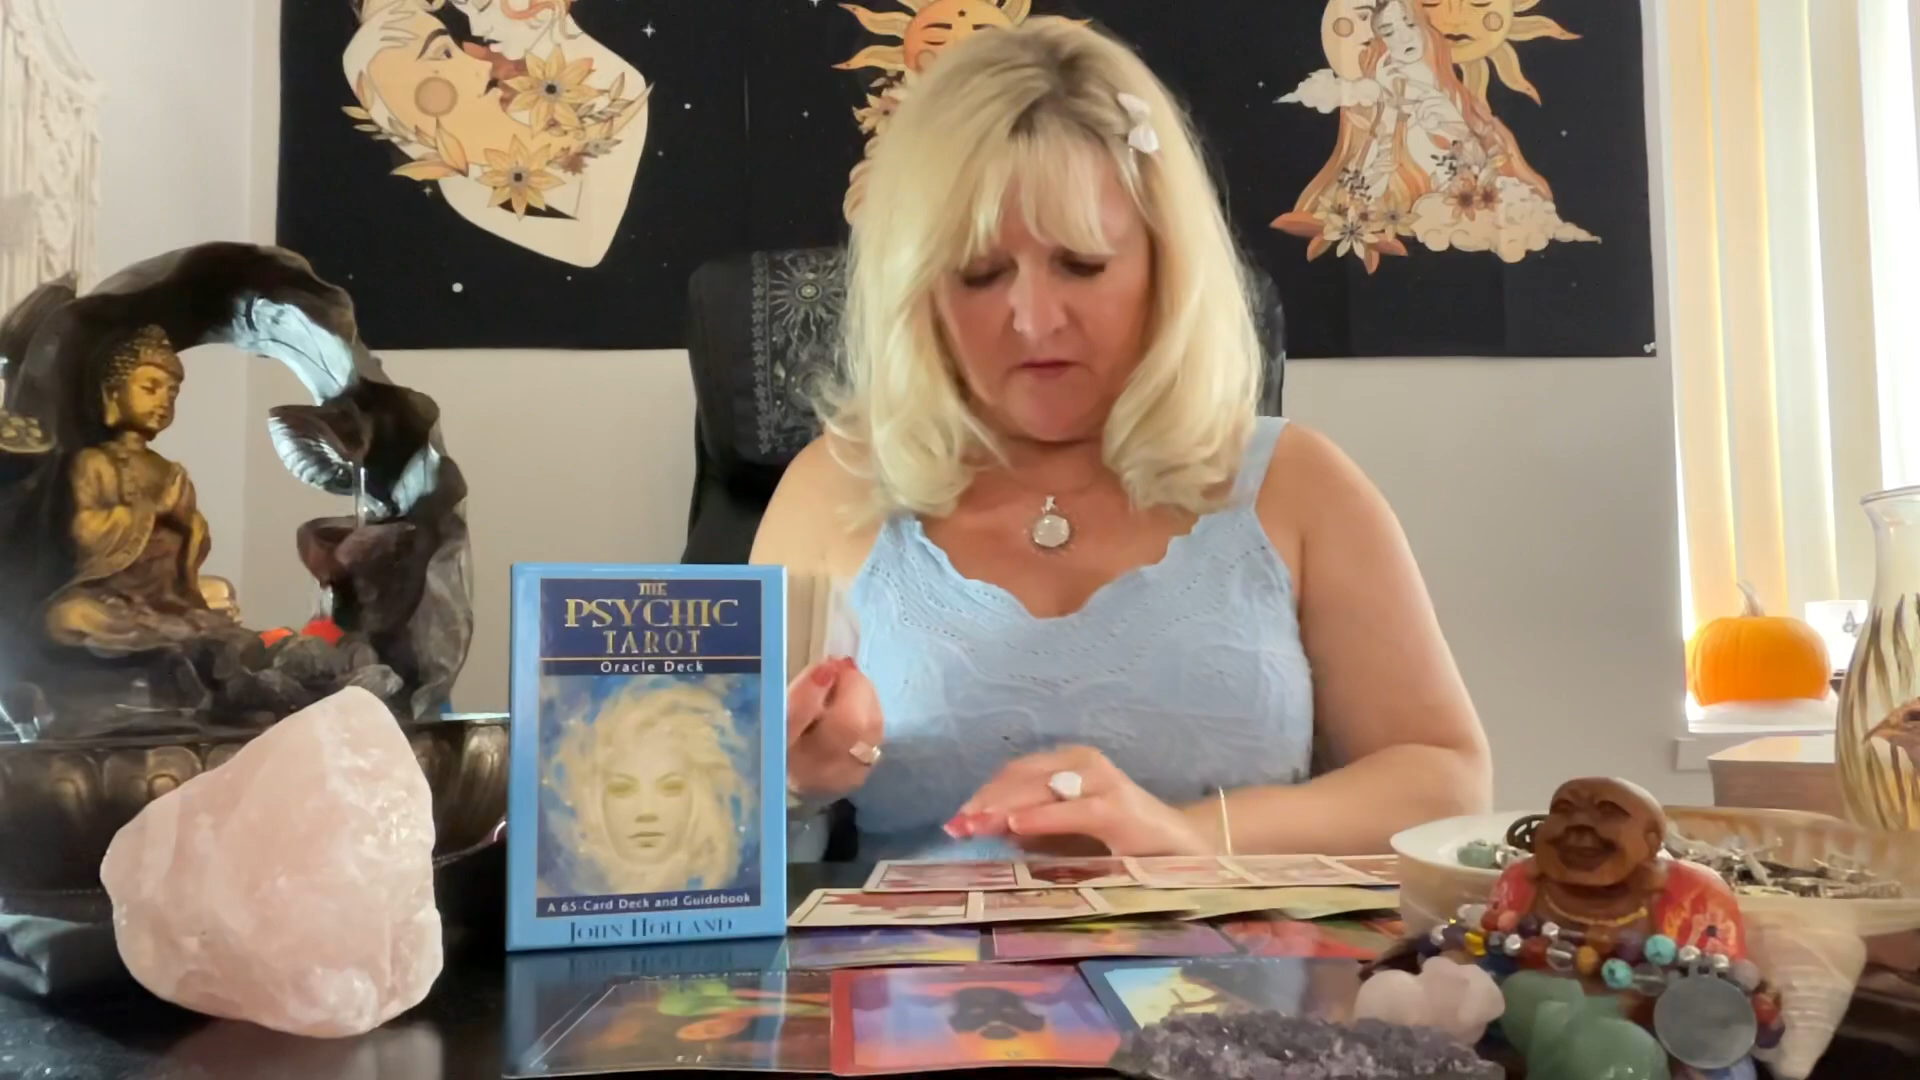 THE
PSYCHIC
TAROT
Oracle Deck
A 65-Card Deck and Guidebook
JOHN HOLLAND